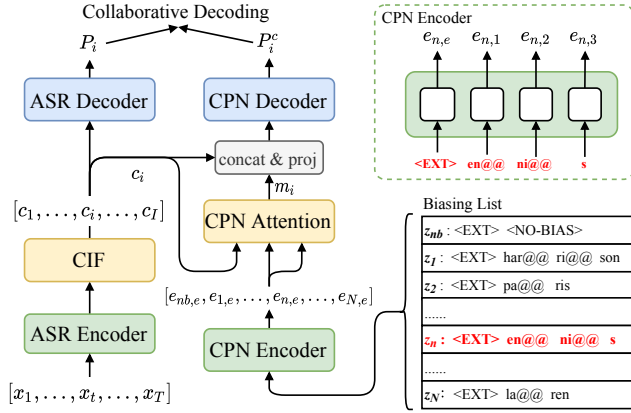 Collaborative Decoding
P_i
P_i^c
ASR Decoder
CPN Decoder
concat & proj
c_i
m_i
[c_1, . . . , c_i, . . . , c_I]
CPN Attention
CIF
[e_{nb,e}, e_{1,e}, . . . , e_{n,e}, . . . , e_{N,e}]
ASR Encoder
CPN Encoder
[x_1, . . . , x_t, . . . , x_T]
CPN Encoder
e_{n,e} e_{n,1} e_{n,2} e_{n,3}
<EXT> en@@ ni@@ s
Biasing List
z_{nb} : <EXT> <NO-BIAS>
z_1 : <EXT> har@@ ri@@ son
z_2 : <EXT> pa@@ ris
......
z_n : <EXT> en@@ ni@@ s
......
z_N : <EXT> la@@ ren